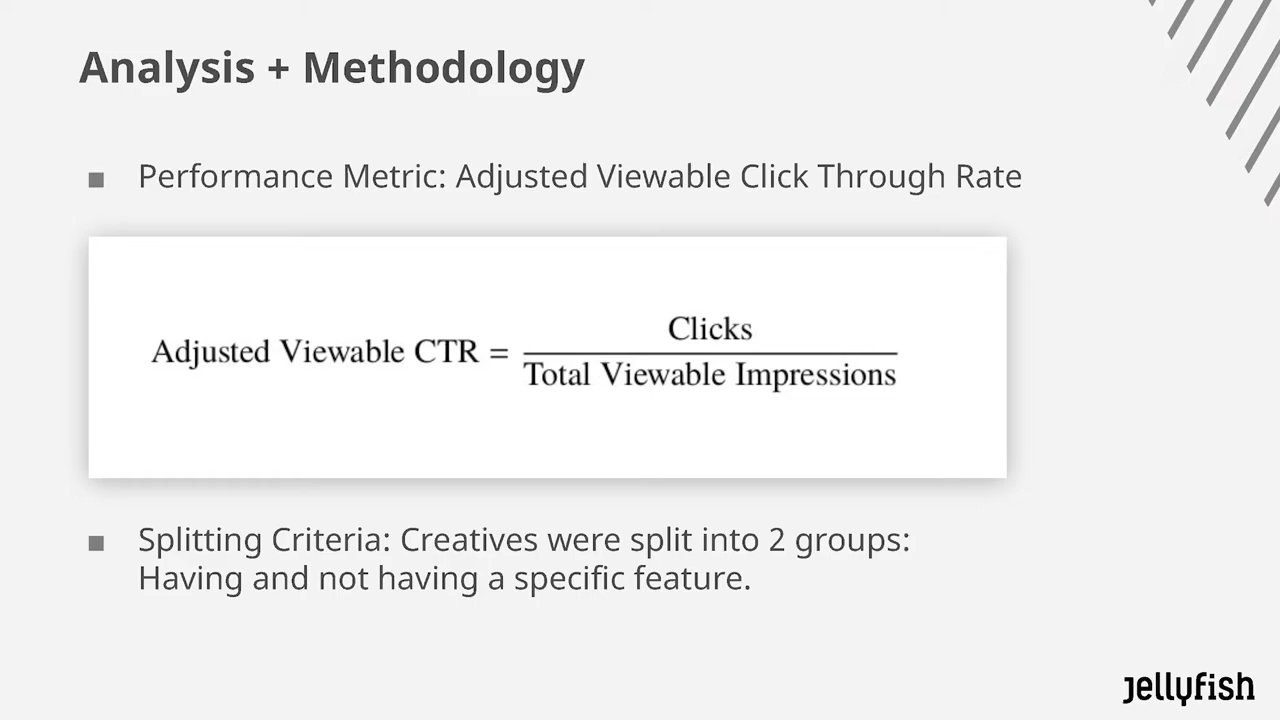 Analysis + Methodology
▪ Performance Metric: Adjusted Viewable Click Through Rate
Adjusted Viewable CTR = Clicks / Total Viewable Impressions
▪ Splitting Criteria: Creatives were split into 2 groups:
Having and not having a specific feature.
jellyfish